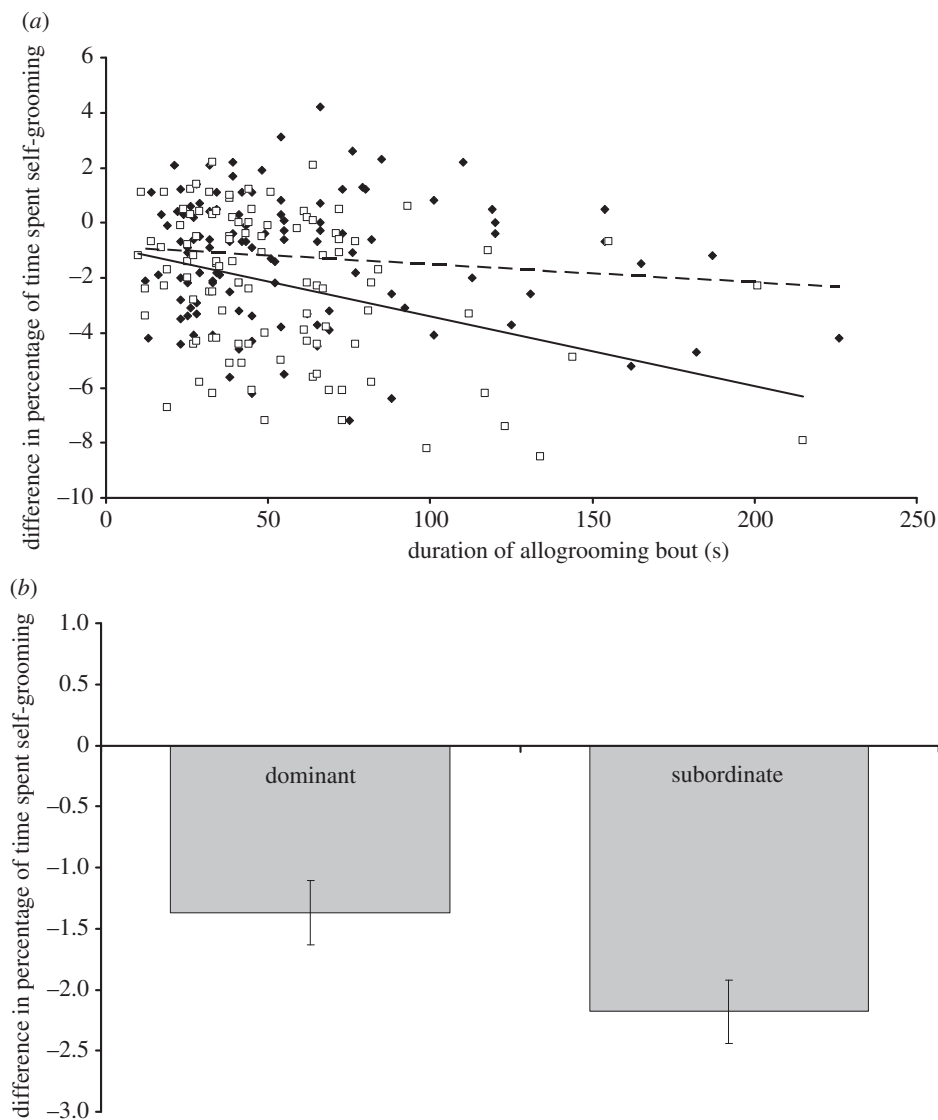 (a)
difference in percentage of time spent self-grooming
6
4
2
0
–2
–4
–6
–8
–10
0 50 100 150 200 250
duration of allogrooming bout (s)
(b)
difference in percentage of time spent self-grooming
1.0
0.5
0
–0.5
–1.0
–1.5
–2.0
–2.5
–3.0
dominant subordinate